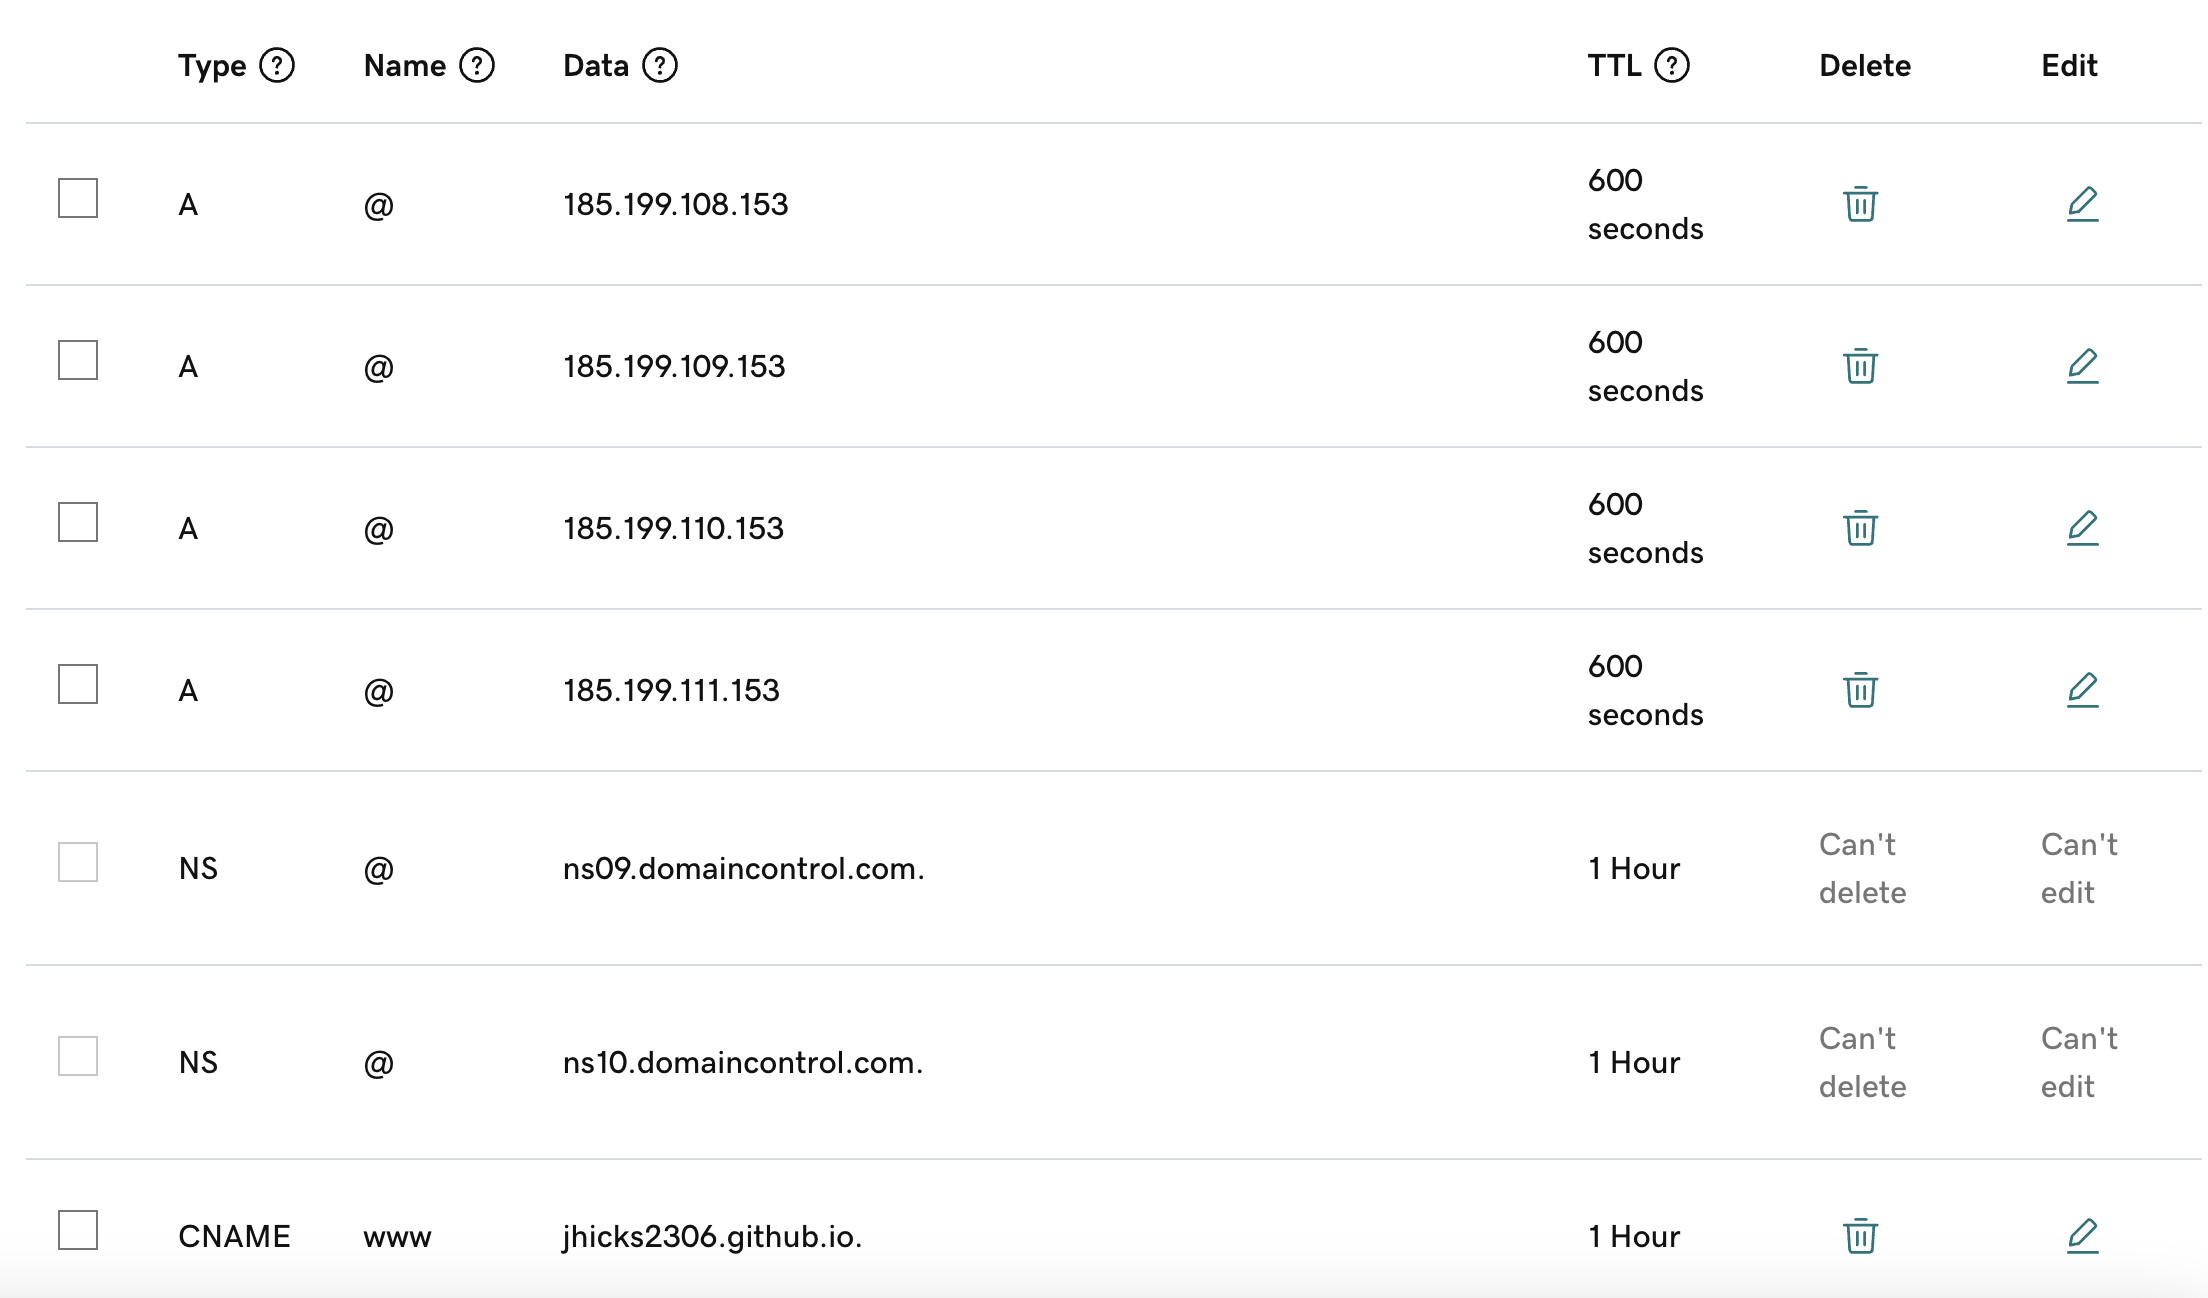 Type ? Name ? Data ? TTL ? Delete Edit
A @ 185.199.108.153 600 seconds
A @ 185.199.109.153 600 seconds
A @ 185.199.110.153 600 seconds
A @ 185.199.111.153 600 seconds
NS @ ns09.domaincontrol.com. 1 Hour Can't delete Can't edit
NS @ ns10.domaincontrol.com. 1 Hour Can't delete Can't edit
CNAME www jhicks2306.github.io. 1 Hour